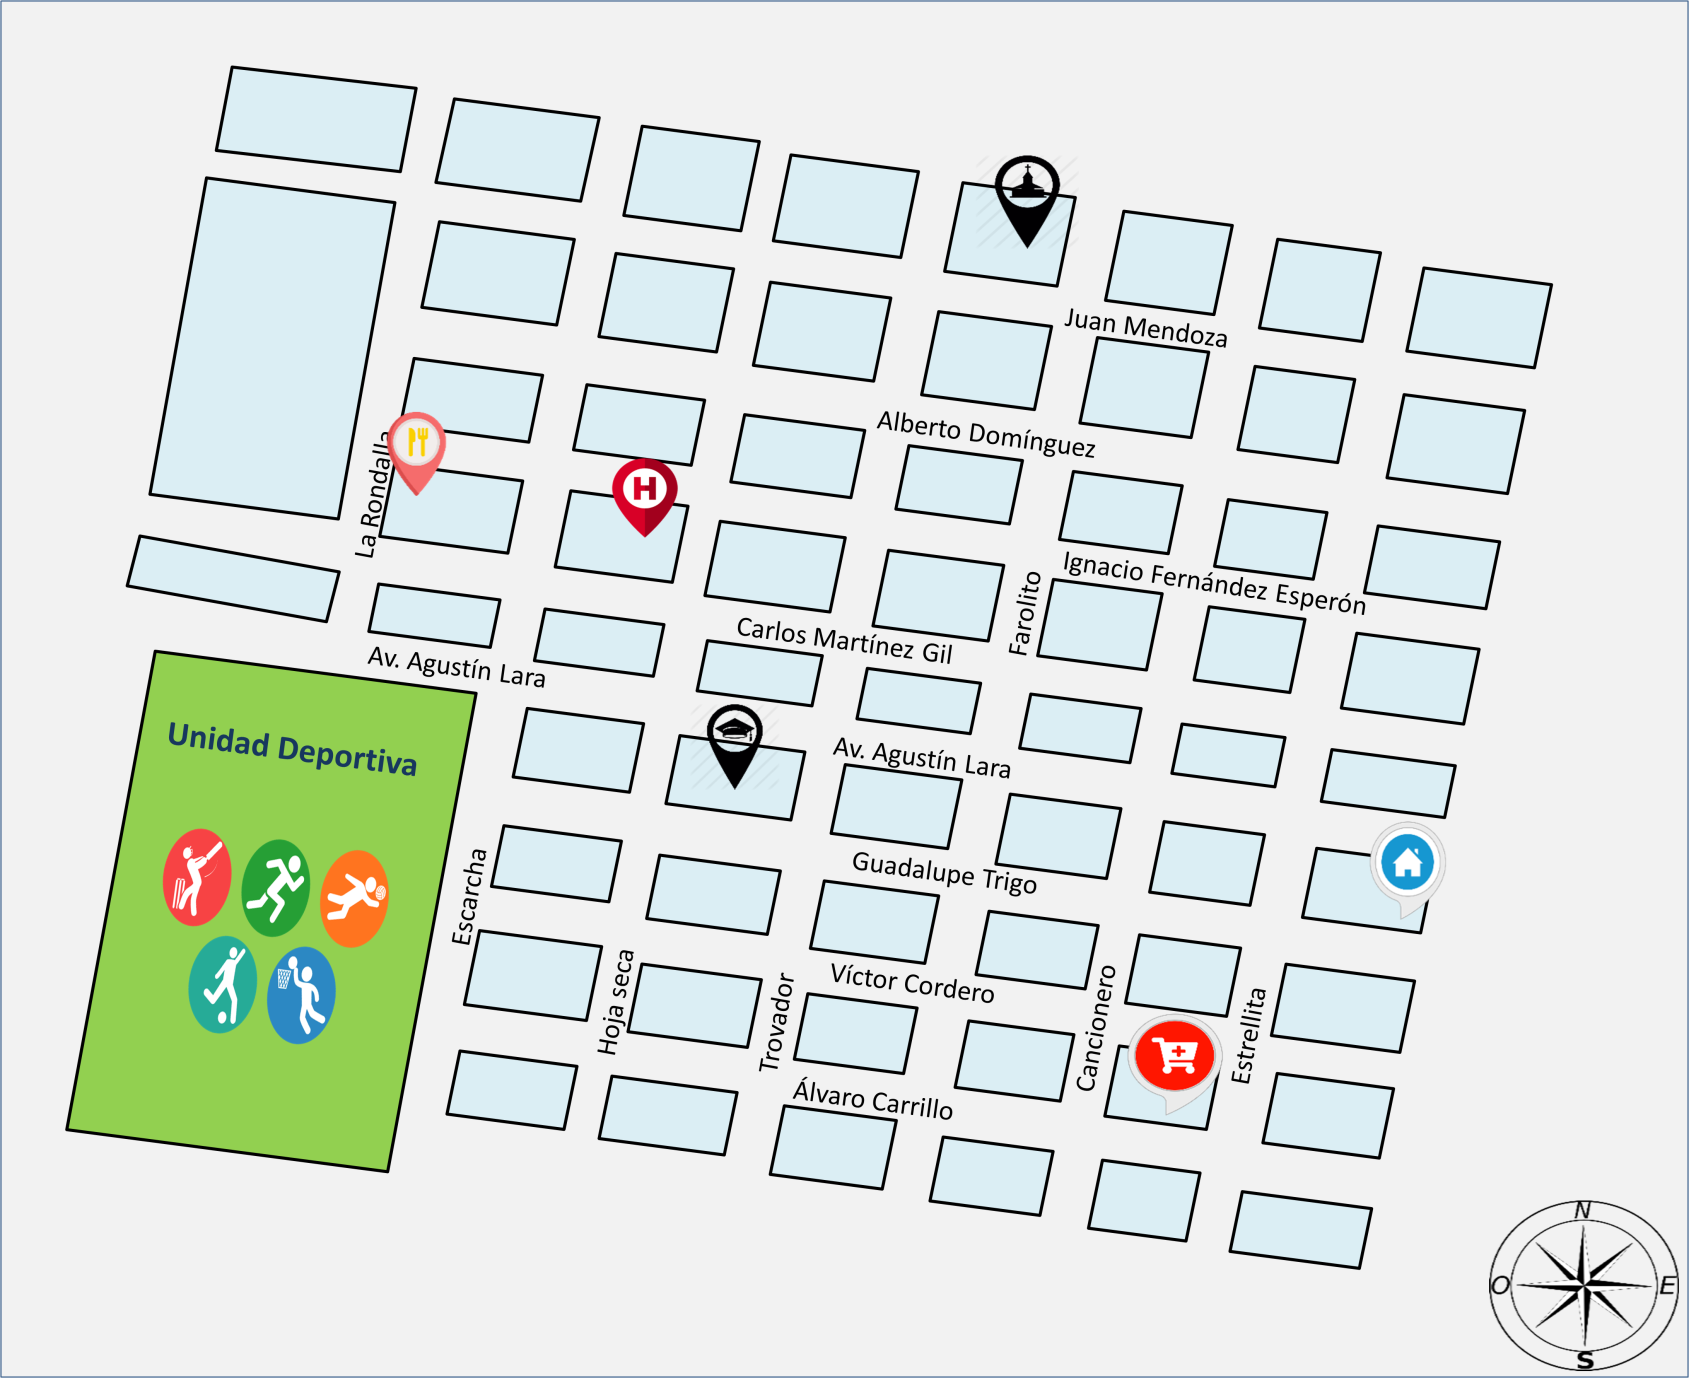 Juan Mendoza
Alberto Domínguez
La Rondalla
H
Ignacio Fernández Esperón
Farolito
Carlos Martínez Gil
Av. Agustín Lara
Unidad Deportiva
Av. Agustín Lara
Guadalupe Trigo
Escarcha
Víctor Cordero
Hoja seca
Trovador
Cancionero
Estrellita
Álvaro Carrillo
N
O
E
S